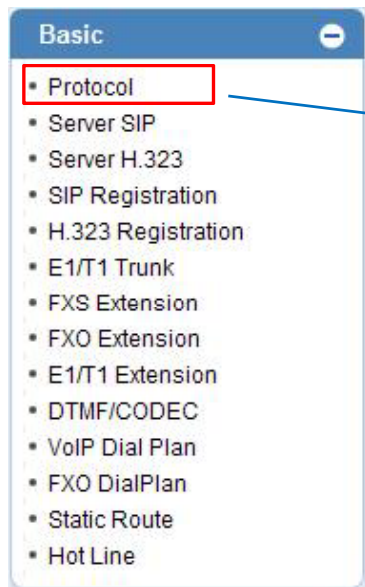 Basic
Protocol
Server SIP
Server H.323
SIP Registration
H.323 Registration
E1/T1 Trunk
FXS Extension
FXO Extension
E1/T1 Extension
DTMF/CODEC
VoIP Dial Plan
FXO DialPlan
Static Route
Hot Line